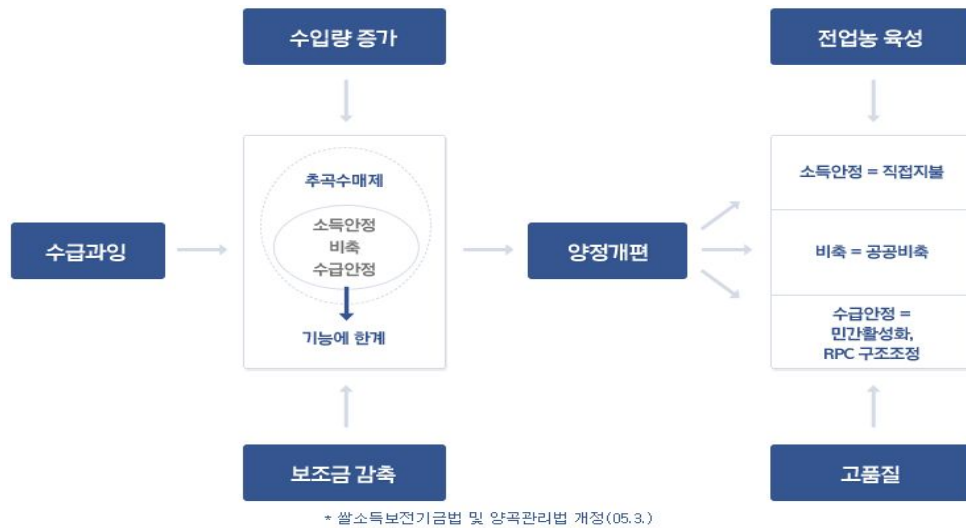 수입량 증가
전업농 육성
추곡수매제
소득안정
비축
수급안정
기능에 한계
수급과잉
양정개편
소득안정 = 직접지불
비축 = 공공비축
수급안정 =
민간활성화,
RPC 구조조정
보조금 감축
고품질
* 쌀소득보전기금법 및 양곡관리법 개정(05.3.)